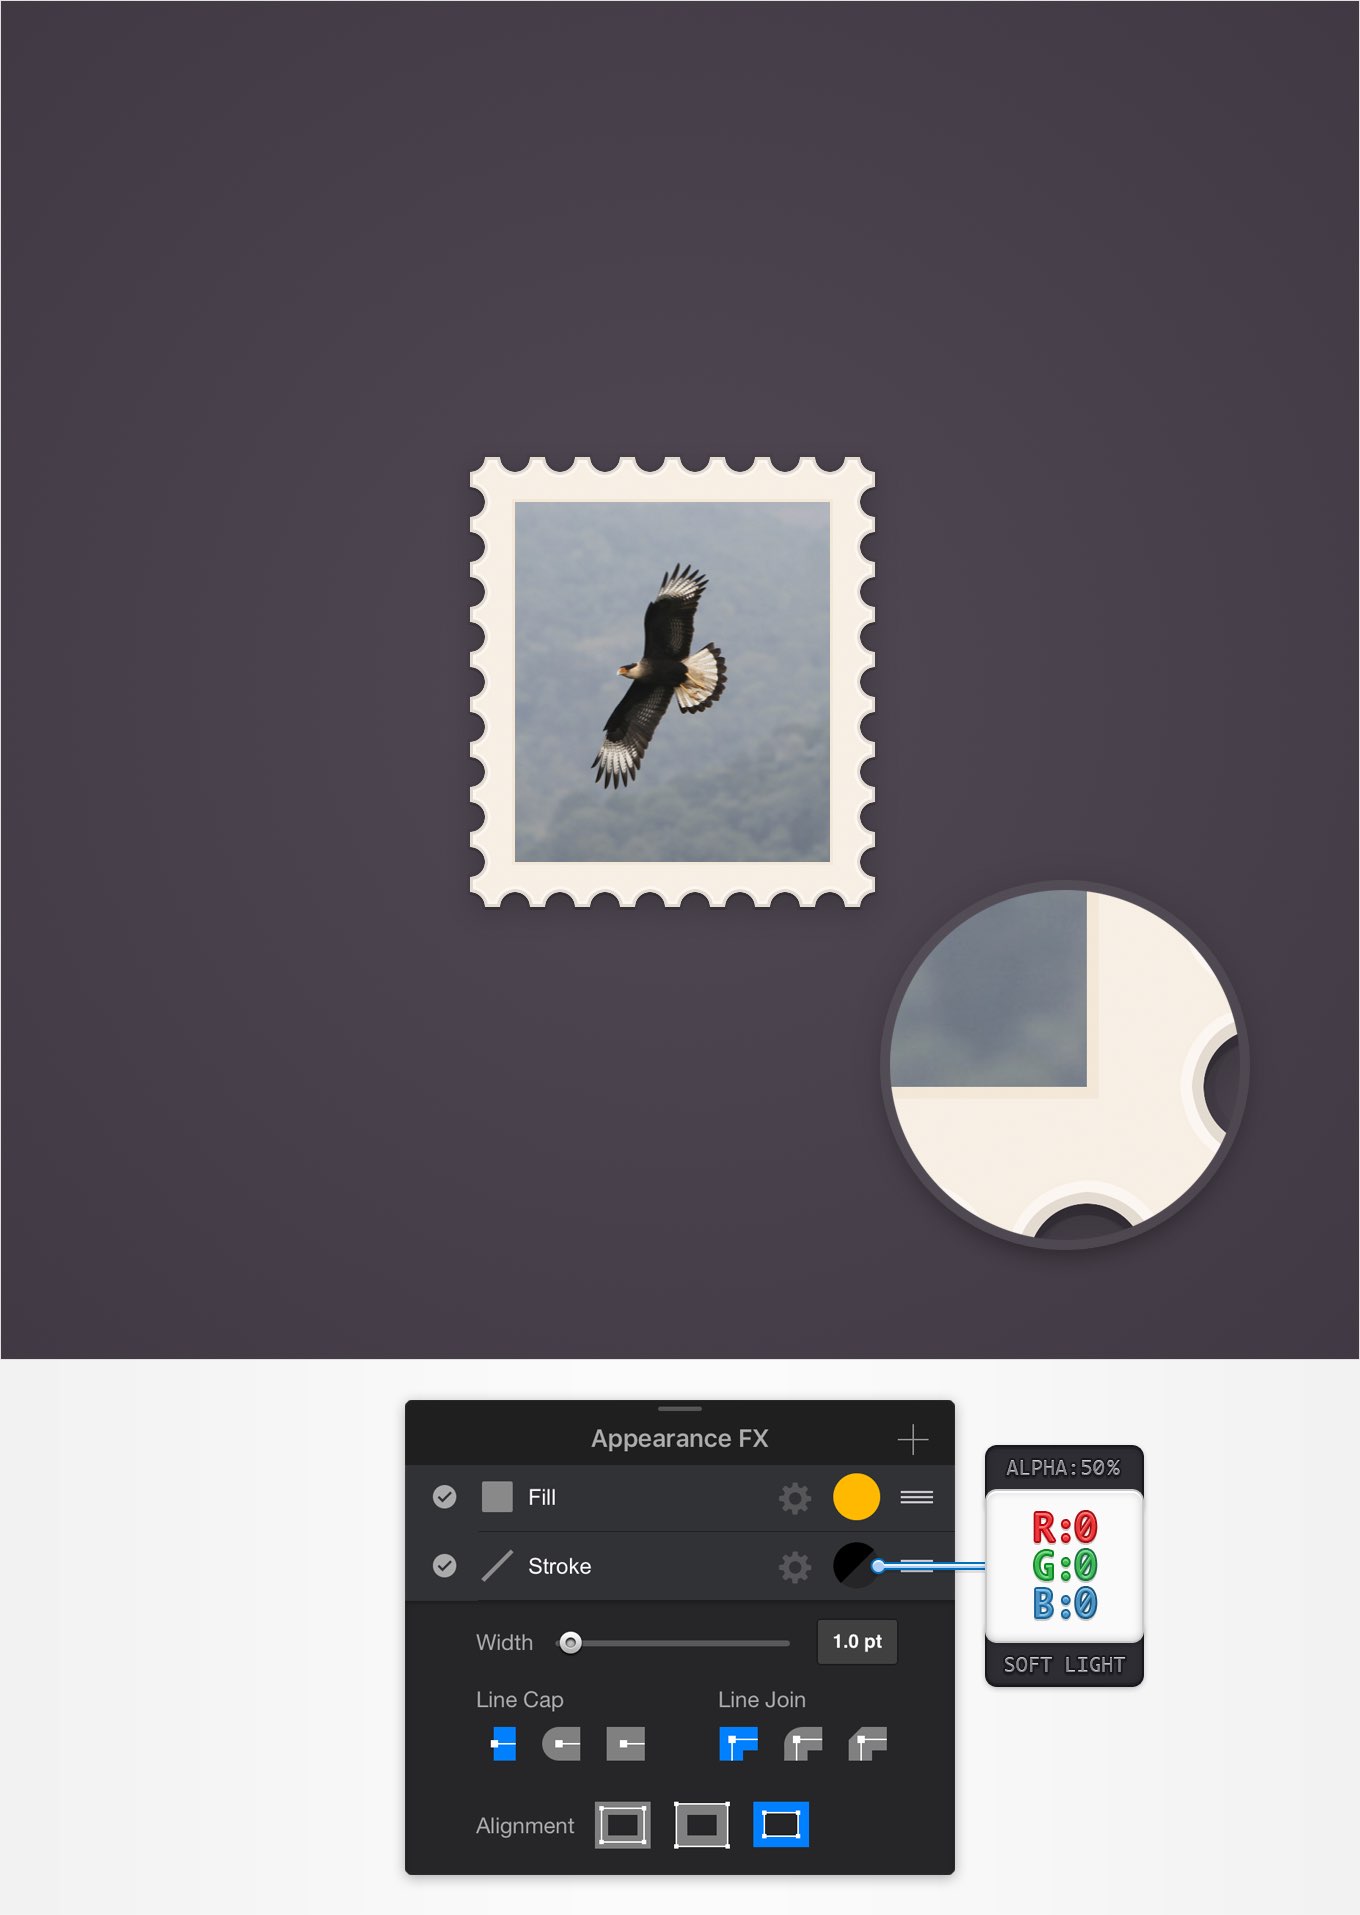 Appearance FX
Fill
Stroke
Width
1.0 pt
Line Cap
Line Join
Alignment
ALPHA:50%
R:0
G:0
B:0
SOFT LIGHT